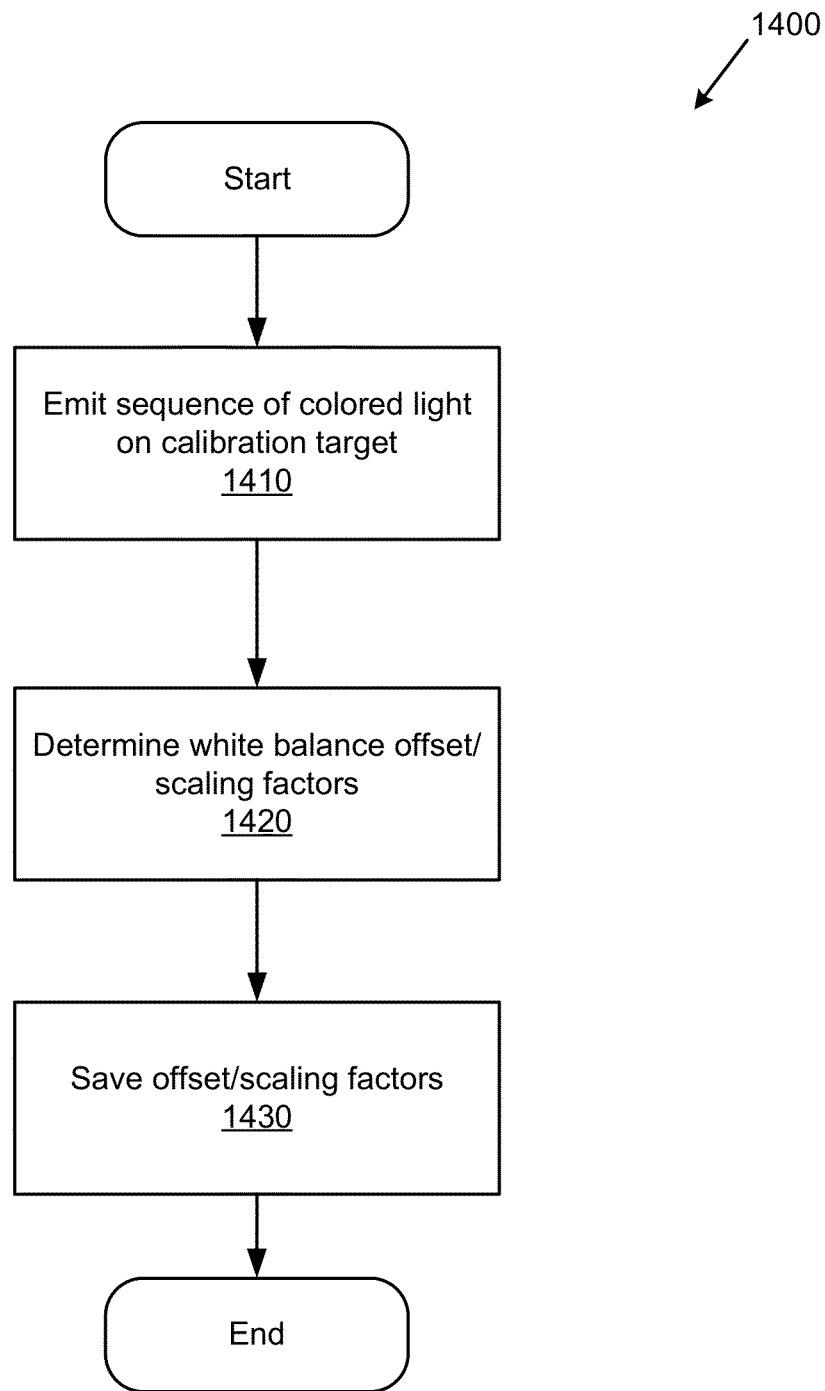 1400
Start
Emit sequence of colored light
on calibration target
1410
Determine white balance offset/
scaling factors
1420
Save offset/scaling factors
1430
End